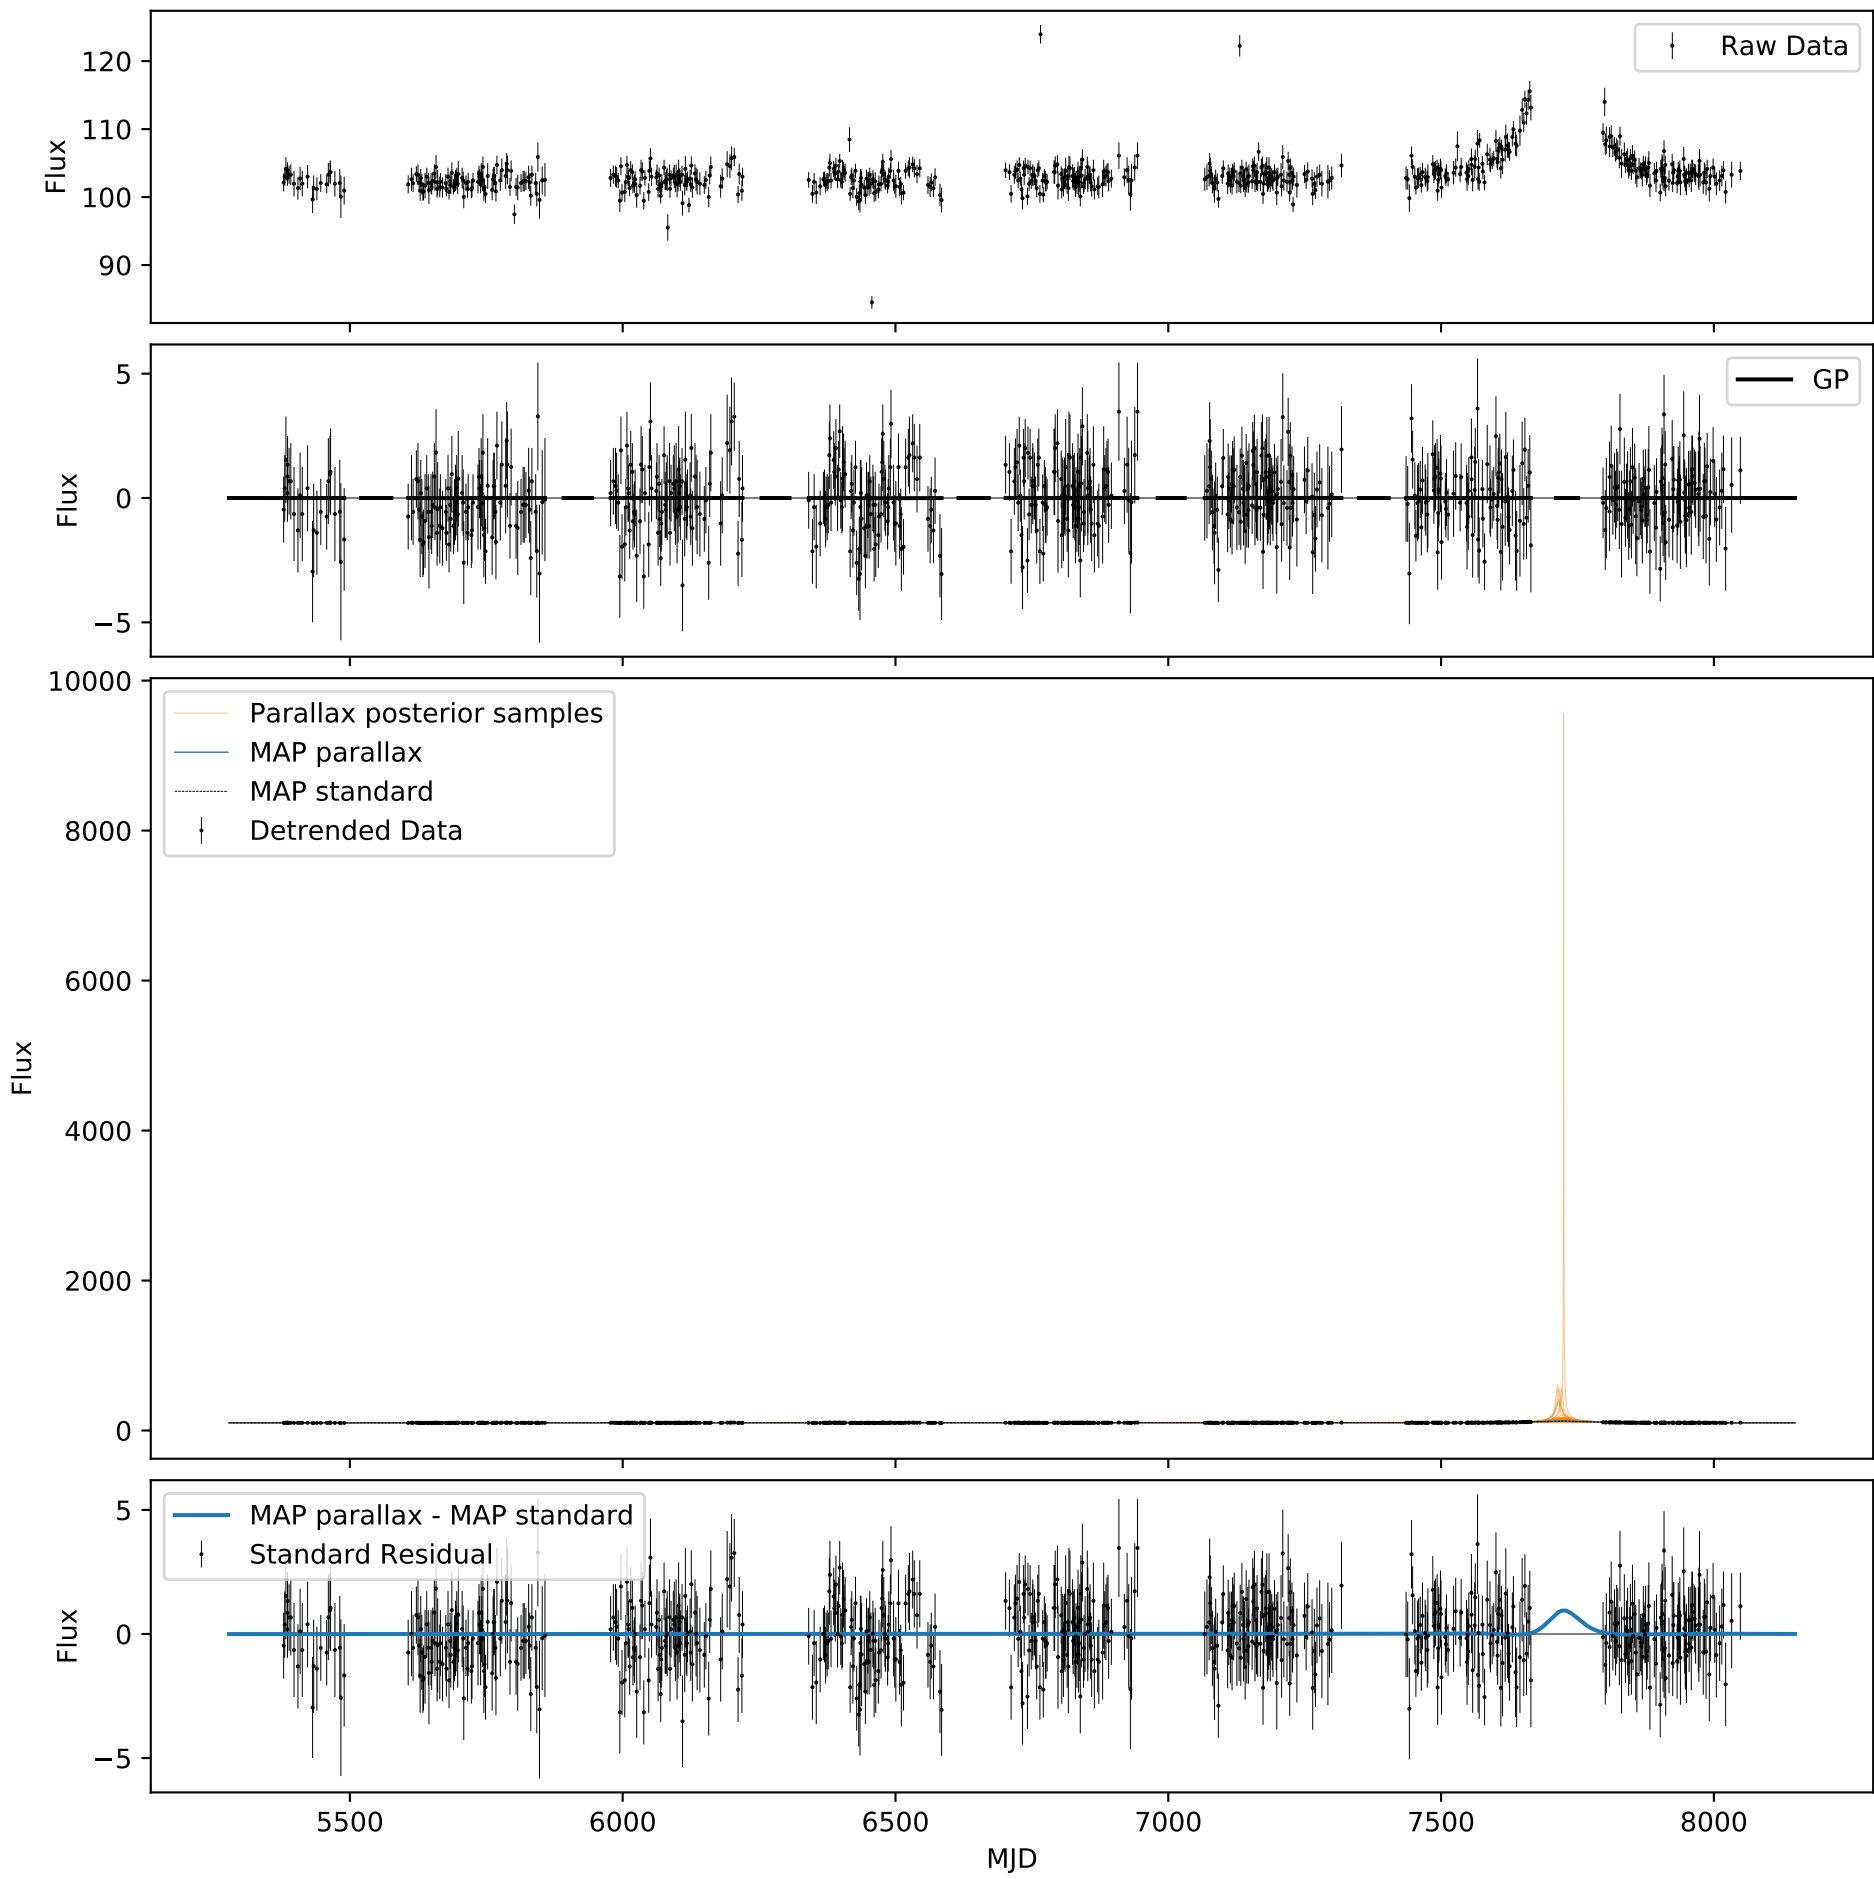 120
110
100
90
Flux
Raw Data
5
0
−5
Flux
GP
10000
8000
6000
4000
2000
0
Flux
Parallax posterior samples
MAP parallax
MAP standard
Detrended Data
5
0
−5
Flux
MAP parallax - MAP standard
Standard Residual
5500 6000 6500 7000 7500 8000
MJD